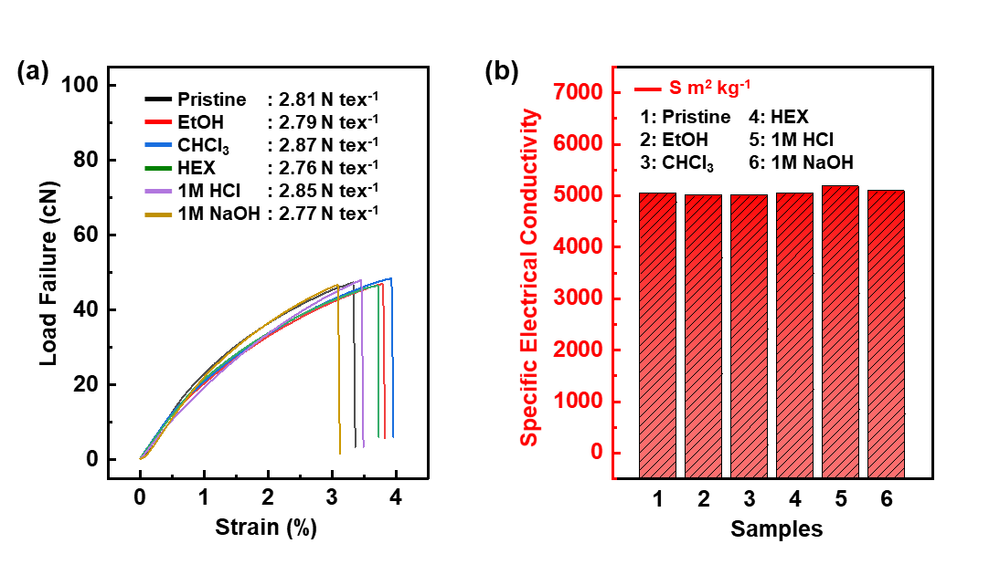 (a)
100
80
60
40
20
0
Load Failure (cN)
Pristine : 2.81 N tex⁻¹
EtOH : 2.79 N tex⁻¹
CHCl₃ : 2.87 N tex⁻¹
HEX : 2.76 N tex⁻¹
1M HCl : 2.85 N tex⁻¹
1M NaOH : 2.77 N tex⁻¹
0 1 2 3 4
Strain (%)
(b)
7000
6000
5000
4000
3000
2000
1000
0
Specific Electrical Conductivity
S m² kg⁻¹
1: Pristine 4: HEX
2: EtOH 5: 1M HCl
3: CHCl₃ 6: 1M NaOH
1 2 3 4 5 6
Samples